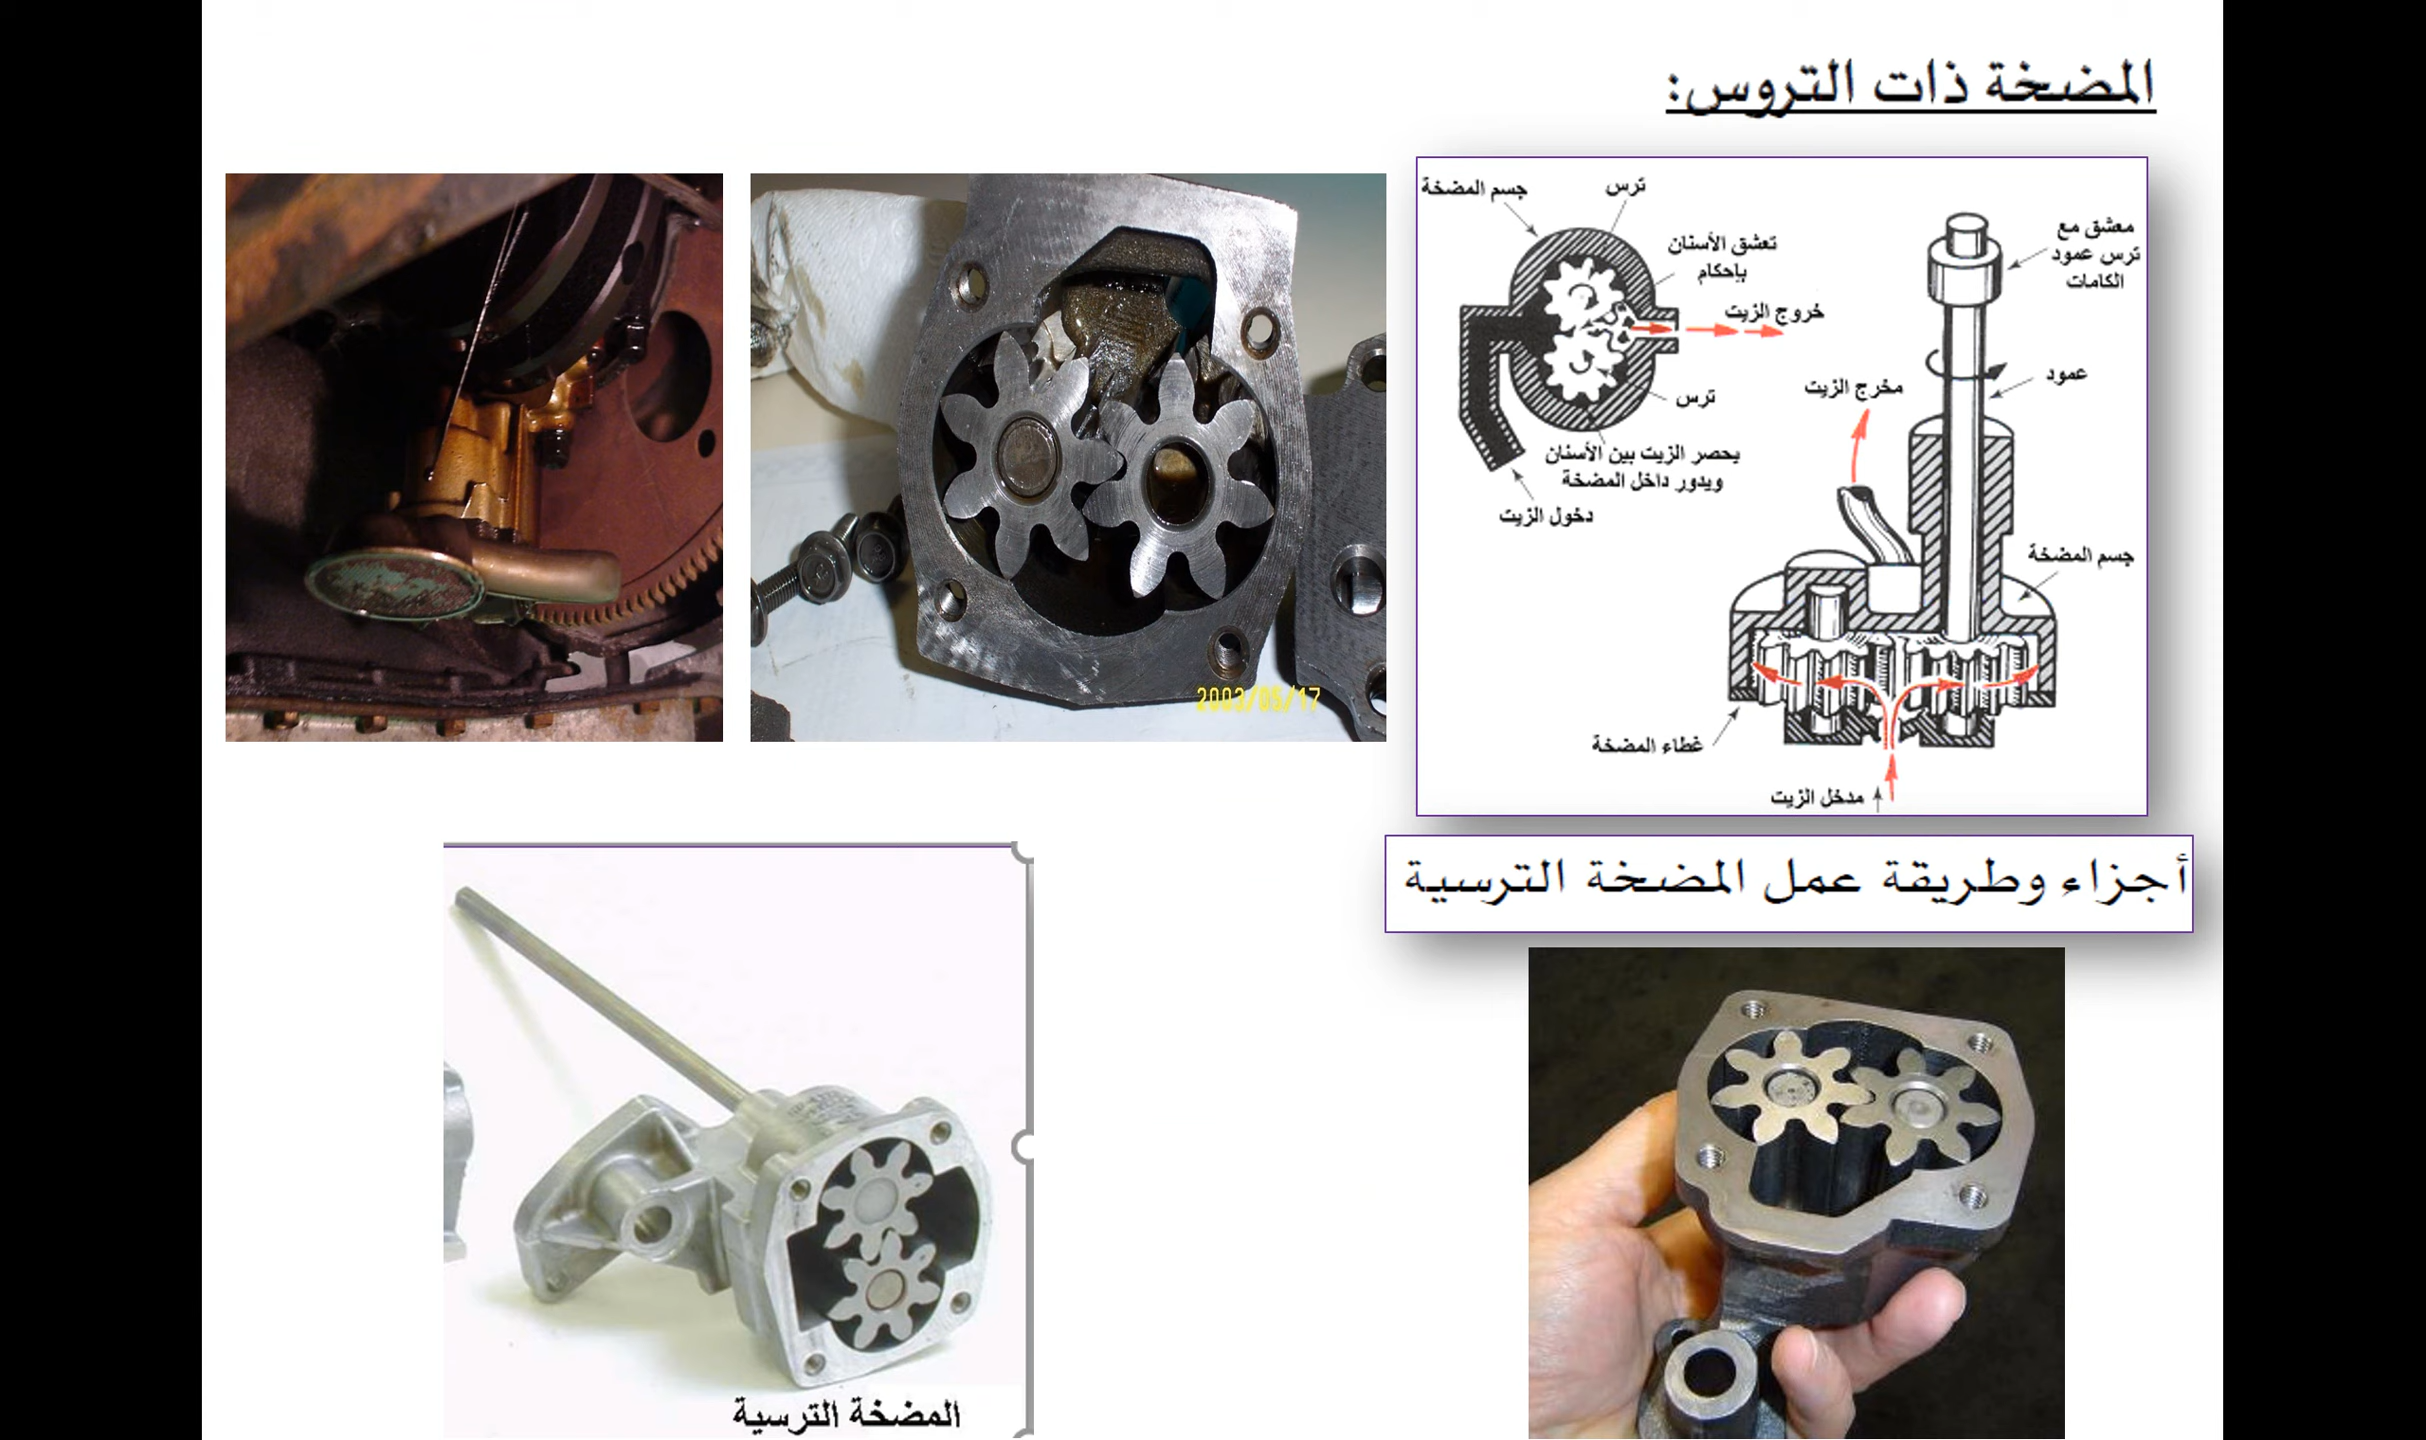 المضخة ذات التروس:
جسم المضخة
ترس
تعشق الأسنان
بإحكام
خروج الزيت
ترس
يحصر الزيت بين الأسنان
ويدور داخل المضخة
دخول الزيت
معشق مع
ترس عمود
الكامات
عمود
مخرج الزيت
جسم المضخة
غطاء المضخة
مدخل الزيت
2003/05/17
أجزاء وطريقة عمل المضخة الترسية
المضخة الترسية